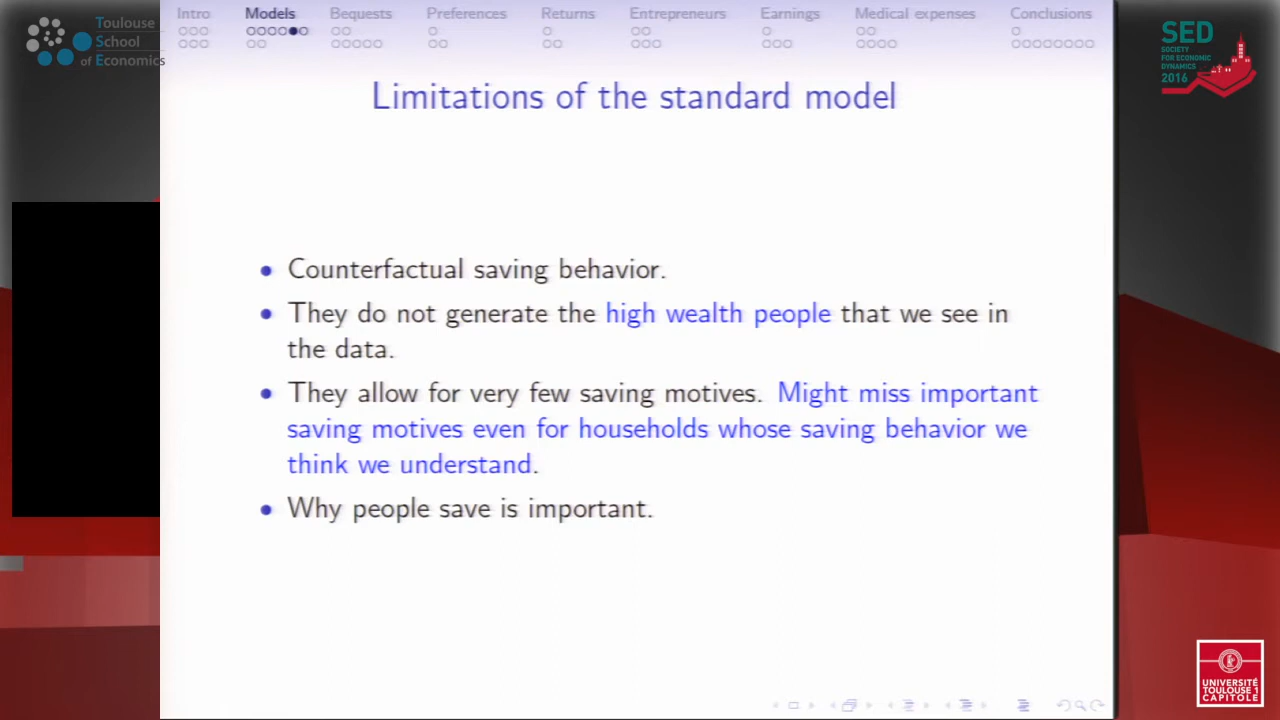 Intro Models Bequests Preferences Returns Entrepreneurs Earnings Medical expenses Conclusions
Toulouse
School
of Economics
SED
SOCIETY
FOR ECONOMIC
DYNAMICS
2016
Limitations of the standard model
Counterfactual saving behavior.
They do not generate the high wealth people that we see in
the data.
They allow for very few saving motives. Might miss important
saving motives even for households whose saving behavior we
think we understand.
Why people save is important.
UNIVERSITÉ
TOULOUSE 1
CAPITOLE